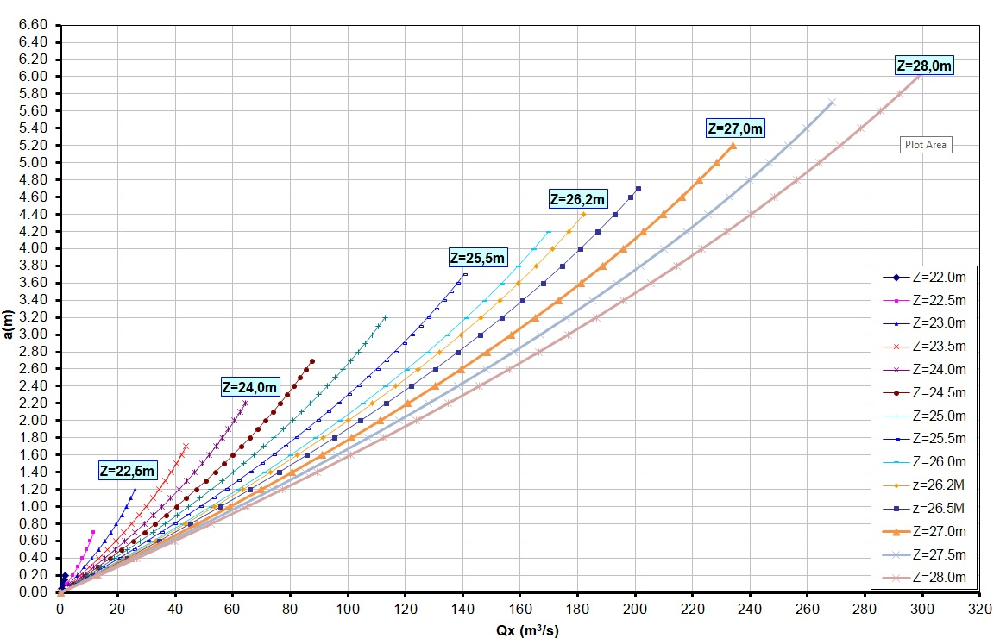 6.60
6.40
6.20
6.00
5.80
5.60
5.40
5.20
5.00
4.80
4.60
4.40
4.20
4.00
3.80
3.60
3.40
3.20
3.00
2.80
2.60
2.40
2.20
2.00
1.80
1.60
1.40
1.20
1.00
0.80
0.60
0.40
0.20
0.00
a(m)
Z=28,0m
Z=27,0m
Plot Area
Z=26,2m
Z=25,5m
Z=24,0m
Z=22,5m
Z=22.0m
Z=22.5m
Z=23.0m
Z=23.5m
Z=24.0m
Z=24.5m
Z=25.0m
Z=25.5m
Z=26.0m
z=26.2M
z=26.5M
Z=27.0m
Z=27.5m
Z=28.0m
0 20 40 60 80 100 120 140 160 180 200 220 240 260 280 300 320
Qx (m³/s)